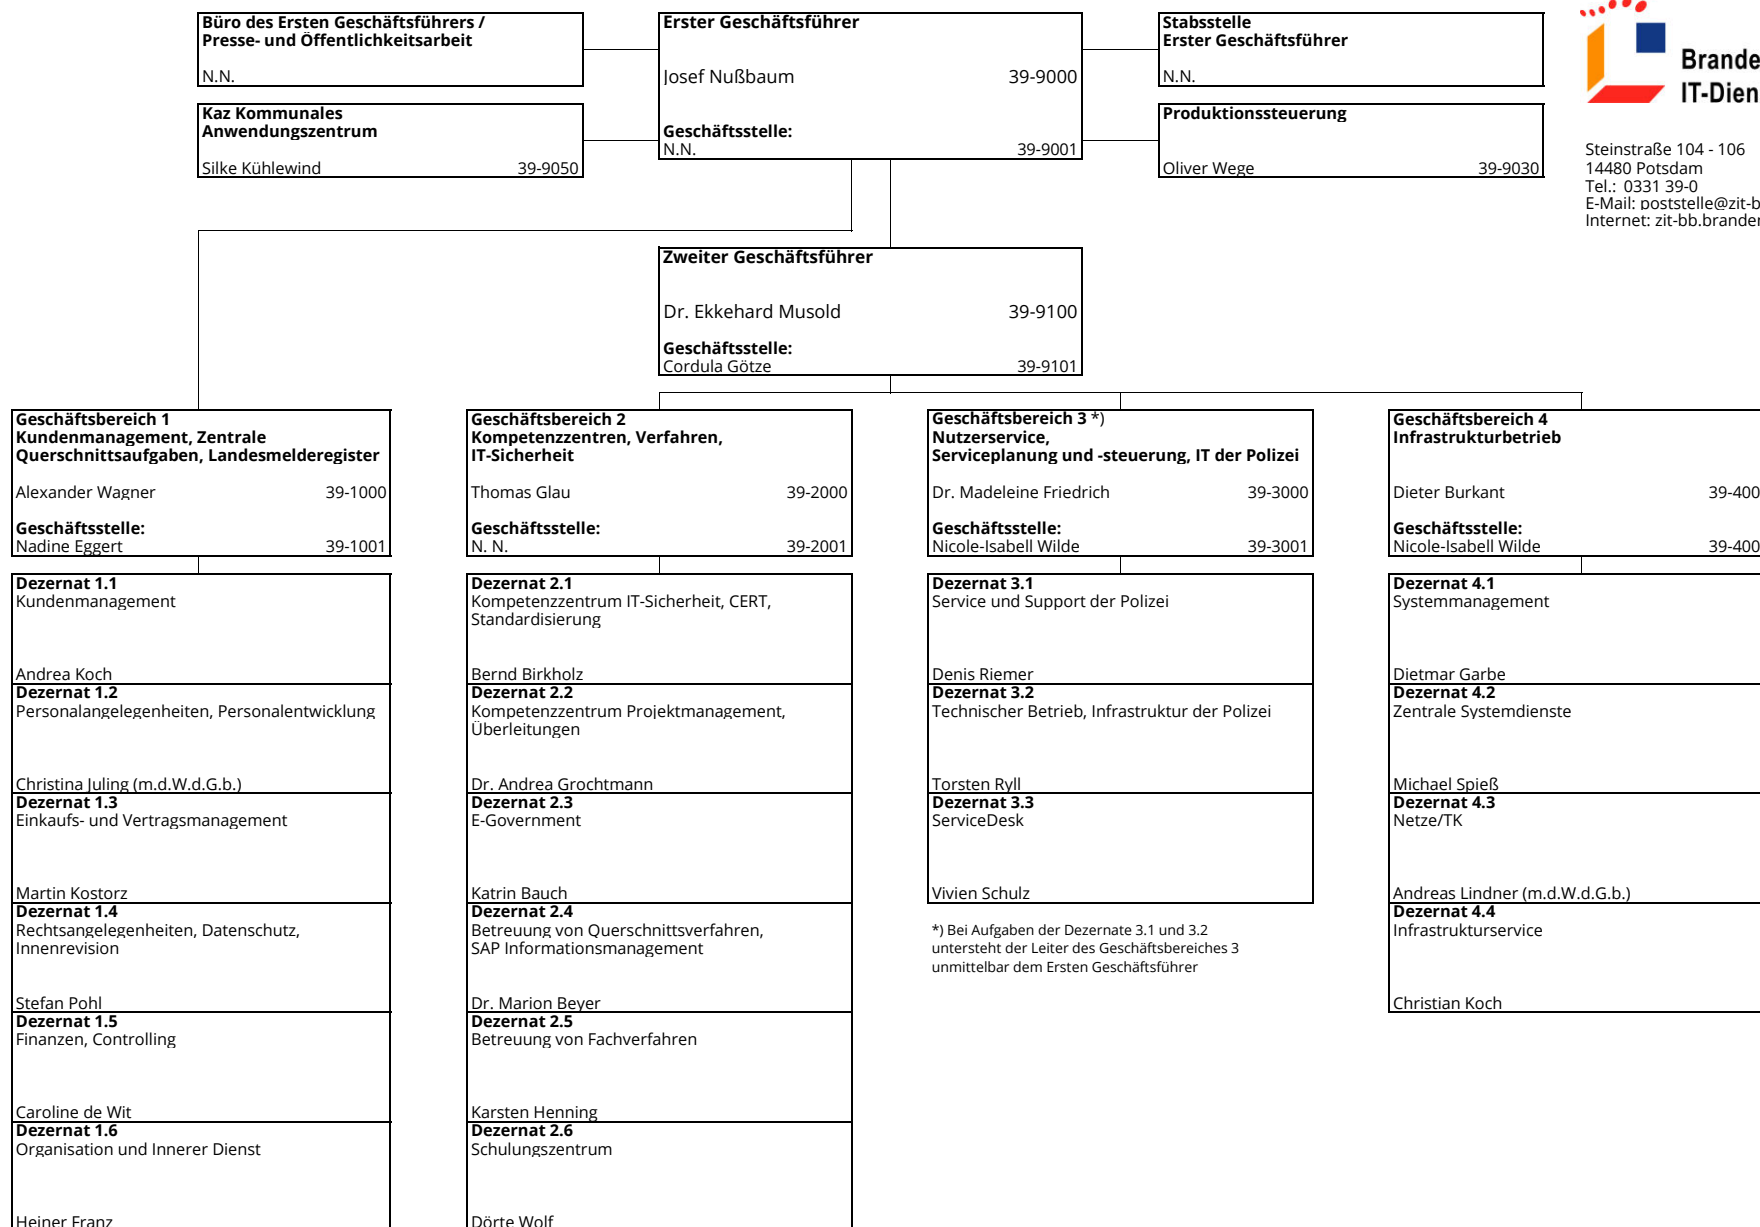 Büro des Ersten Geschäftsführers /
Presse- und Öffentlichkeitsarbeit
N.N.
Erster Geschäftsführer
Josef Nußbaum 39-9000
Geschäftsstelle:
N.N. 39-9001
Stabsstelle
Erster Geschäftsführer
N.N.
Kaz Kommunales
Anwendungszentrum
Silke Kühlewind 39-9050
Produktionssteuerung
Oliver Wege 39-9030
Brande
IT-Dien
Steinstraße 104 - 106
14480 Potsdam
Tel.: 0331 39-0
E-Mail: poststelle@zit-b
Internet: zit-bb.brander
Zweiter Geschäftsführer
Dr. Ekkehard Musold 39-9100
Geschäftsstelle:
Cordula Götze 39-9101
Geschäftsbereich 1
Kundenmanagement, Zentrale
Querschnittsaufgaben, Landesmelderegister
Alexander Wagner 39-1000
Geschäftsstelle:
Nadine Eggert 39-1001
Dezernat 1.1
Kundenmanagement
Andrea Koch
Dezernat 1.2
Personalangelegenheiten, Personalentwicklung
Christina Juling (m.d.W.d.G.b.)
Dezernat 1.3
Einkaufs- und Vertragsmanagement
Martin Kostorz
Dezernat 1.4
Rechtsangelegenheiten, Datenschutz,
Innenrevision
Stefan Pohl
Dezernat 1.5
Finanzen, Controlling
Caroline de Wit
Dezernat 1.6
Organisation und Innerer Dienst
Heiner Franz
Geschäftsbereich 2
Kompetenzzentren, Verfahren,
IT-Sicherheit
Thomas Glau 39-2000
Geschäftsstelle:
N. N. 39-2001
Dezernat 2.1
Kompetenzzentrum IT-Sicherheit, CERT,
Standardisierung
Bernd Birkholz
Dezernat 2.2
Kompetenzzentrum Projektmanagement,
Überleitungen
Dr. Andrea Grochtmann
Dezernat 2.3
E-Government
Katrin Bauch
Dezernat 2.4
Betreuung von Querschnittsverfahren,
SAP Informationsmanagement
Dr. Marion Beyer
Dezernat 2.5
Betreuung von Fachverfahren
Karsten Henning
Dezernat 2.6
Schulungszentrum
Dörte Wolf
Geschäftsbereich 3 *)
Nutzerservice,
Serviceplanung und -steuerung, IT der Polizei
Dr. Madeleine Friedrich 39-3000
Geschäftsstelle:
Nicole-Isabell Wilde 39-3001
Dezernat 3.1
Service und Support der Polizei
Denis Riemer
Dezernat 3.2
Technischer Betrieb, Infrastruktur der Polizei
Torsten Ryll
Dezernat 3.3
ServiceDesk
Vivien Schulz
*) Bei Aufgaben der Dezernate 3.1 und 3.2
untersteht der Leiter des Geschäftsbereiches 3
unmittelbar dem Ersten Geschäftsführer
Geschäftsbereich 4
Infrastrukturbetrieb
Dieter Burkant 39-400
Geschäftsstelle:
Nicole-Isabell Wilde 39-400
Dezernat 4.1
Systemmanagement
Dietmar Garbe
Dezernat 4.2
Zentrale Systemdienste
Michael Spieß
Dezernat 4.3
Netze/TK
Andreas Lindner (m.d.W.d.G.b.)
Dezernat 4.4
Infrastrukturservice
Christian Koch